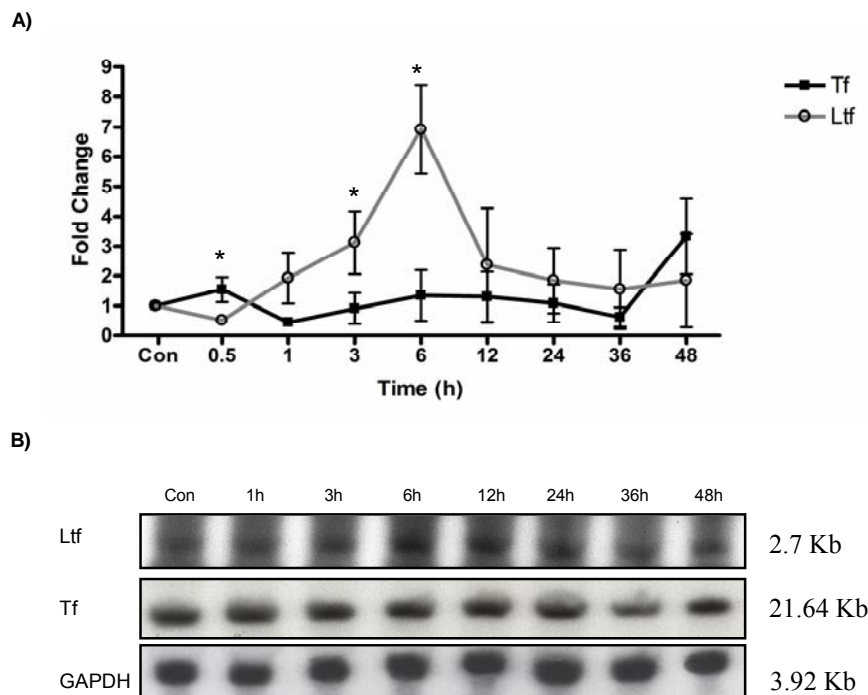 A)
9
8
7
6
5
4
3
2
1
0
Fold Change
* * *
Con 0.5 1 3 6 12 24 36 48
Time (h)
Tf
Ltf
B)
Con 1h 3h 6h 12h 24h 36h 48h
Ltf 2.7 Kb
Tf 21.64 Kb
GAPDH 3.92 Kb